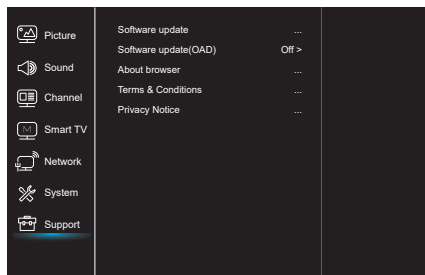 Picture
Sound
Channel
M
Smart TV
Network
System
Support
Software update ...
Software update(OAD) Off >
About browser ...
Terms & Conditions ...
Privacy Notice ...